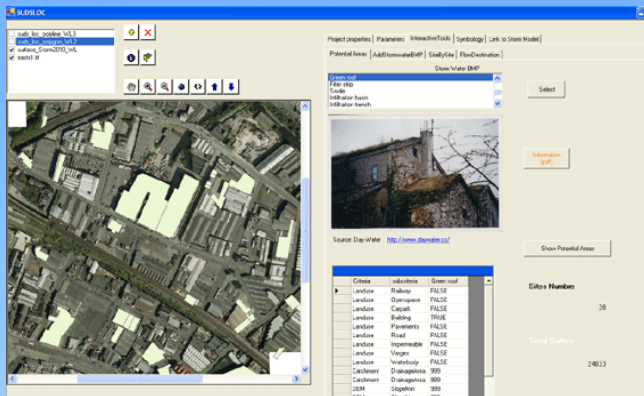 SUDSLOC
suds_loc_polyline_WL3
suds_loc_polygon_WL2
surface_Storm2010_WL
Project properties Parameters InteractiveTools Symbology Link to Storm Model
Potential Areas AddStormwaterBMP SiteBySite FlowDestination
Storm Water BMP
Green roof
Filter strip
Swale
Infiltration basin
Infiltration trench
Select
Information
(pdf)
Source: Day Water http://www.daywater.cz/
Show Potential Areas
Criteria subcriteria Green roof
Landuse Railway FALSE
Landuse Openspace FALSE
Landuse Carpark FALSE
Landuse Building TRUE
Landuse Pavements FALSE
Landuse Road FALSE
Landuse Impermeable FALSE
Landuse Verges FALSE
Landuse Waterbody FALSE
Catchment DrainageArea 999
Catchment DrainageArea 999
DEM SlopeMin 999
Sites Number
38
Total Surface
24833